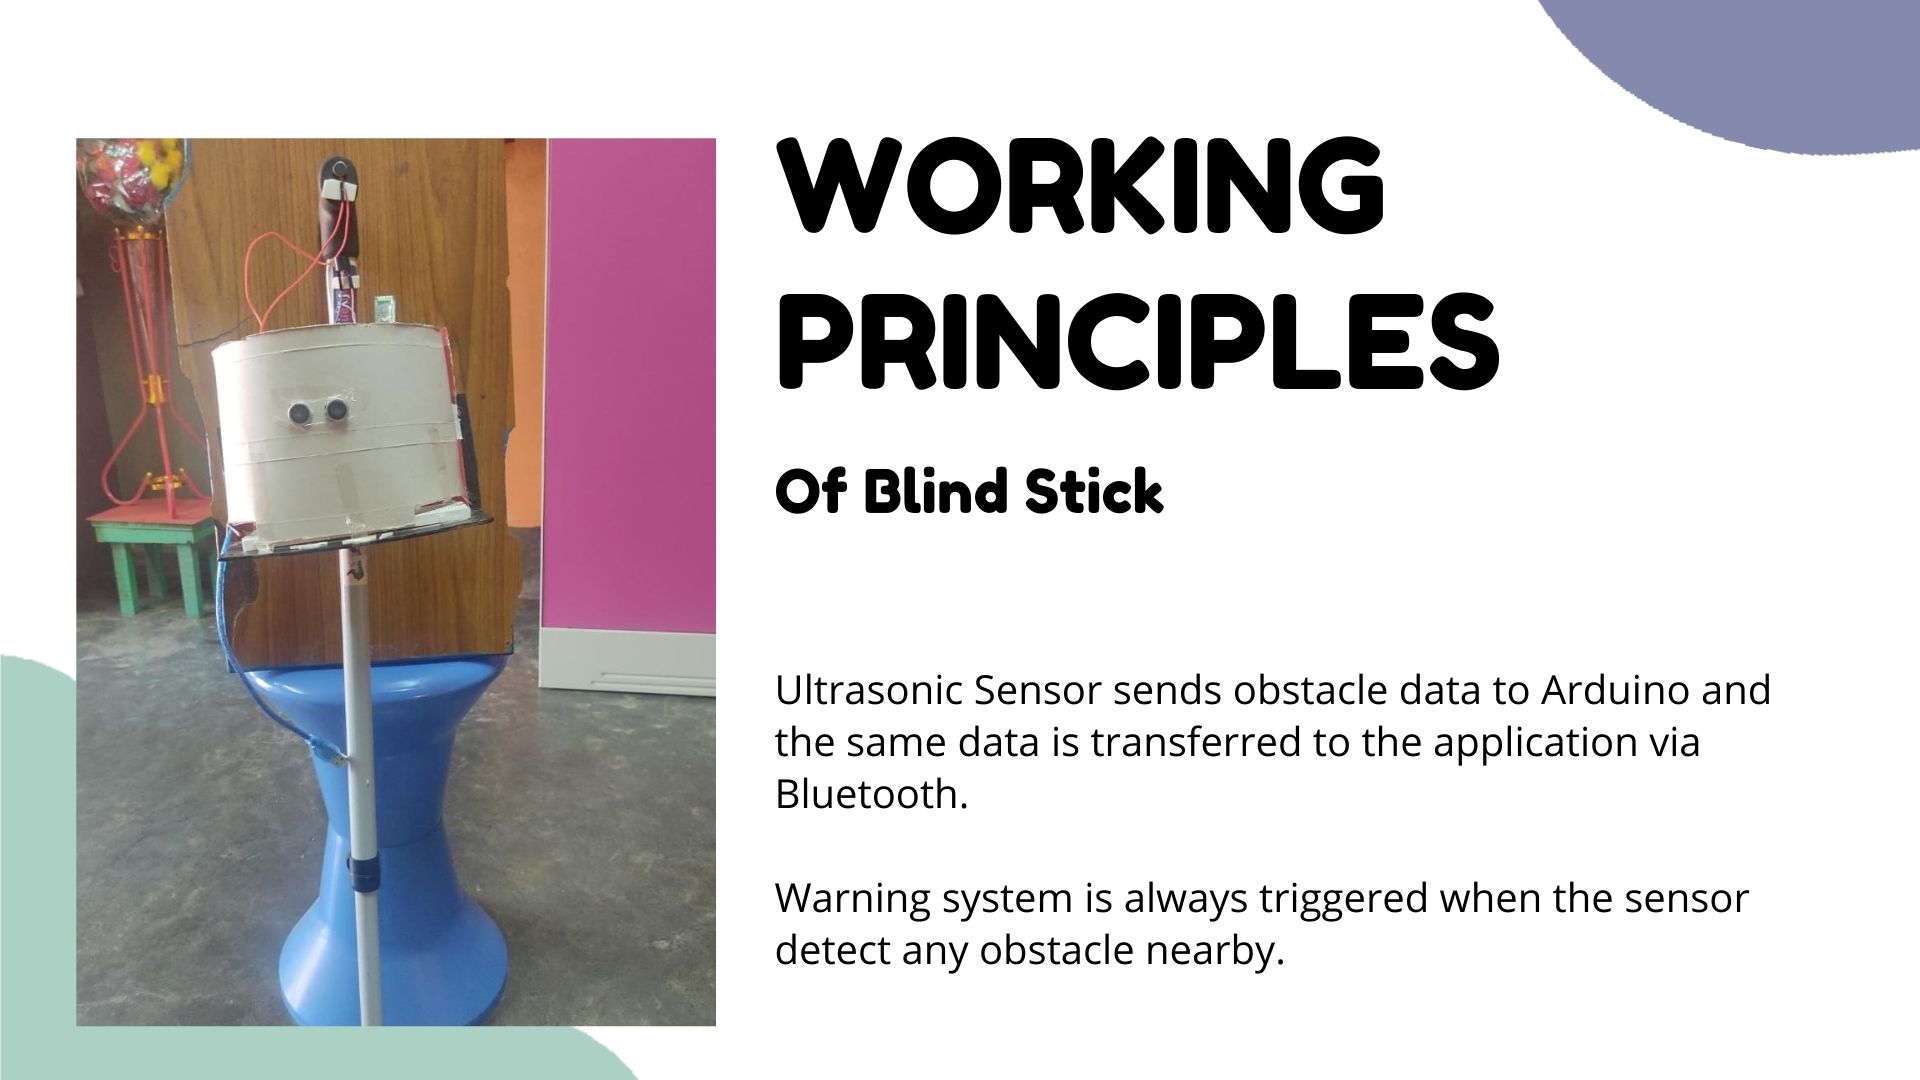 WORKING
PRINCIPLES
Of Blind Stick
Ultrasonic Sensor sends obstacle data to Arduino and
the same data is transferred to the application via
Bluetooth.
Warning system is always triggered when the sensor
detect any obstacle nearby.